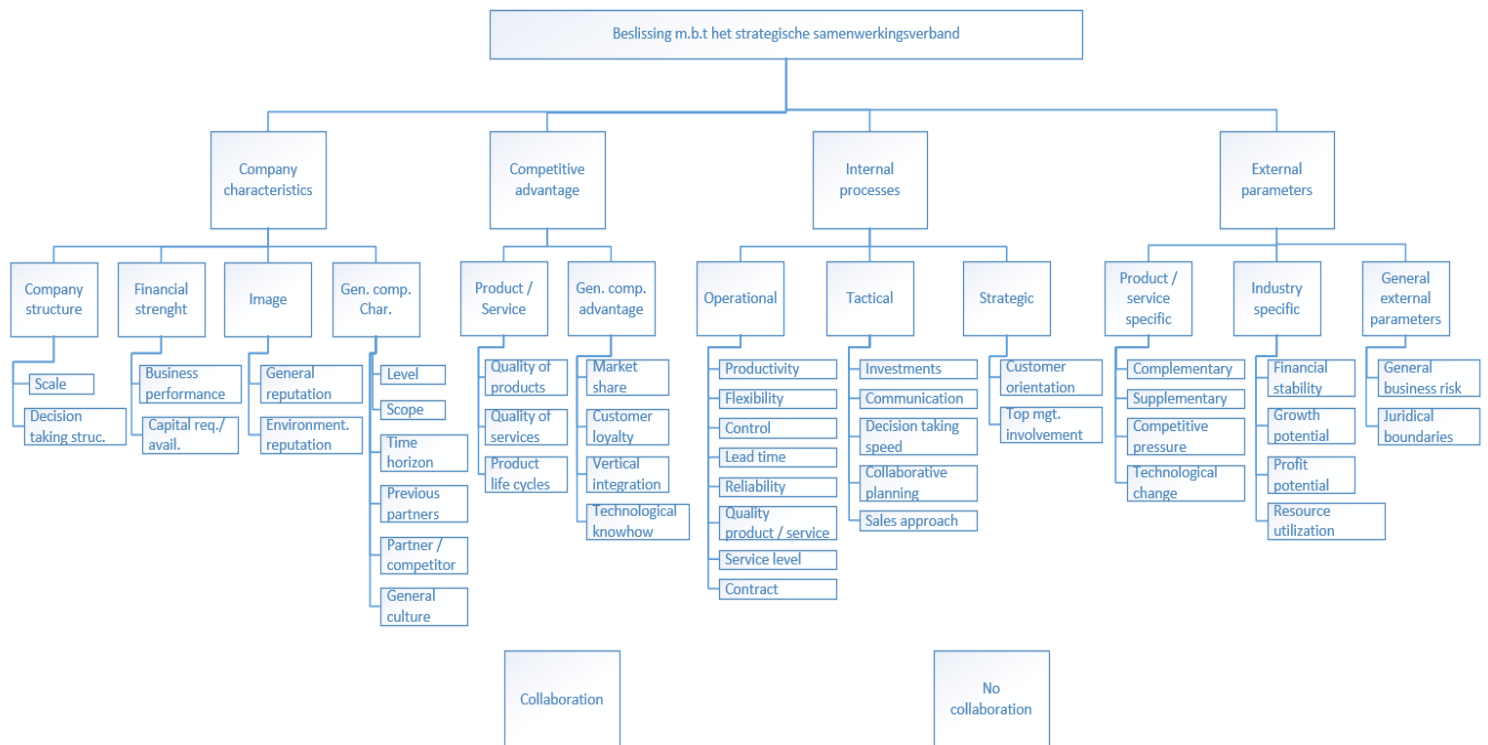 Beslissing m.b.t het strategische samenwerkingsverband
Company
characteristics
Competitive
advantage
Internal
processes
External
parameters
Company
structure
Financial
strenght
Image
Gen. comp.
Char.
Product /
Service
Gen. comp.
advantage
Operational
Tactical
Strategic
Product /
service
specific
Industry
specific
General
external
parameters
Scale
Decision
taking struc.
Business
performance
Capital req./
avail.
General
reputation
Environment.
reputation
Level
Scope
Time
horizon
Previous
partners
Partner /
competitor
General
culture
Quality of
products
Quality of
services
Product
life cycles
Market
share
Customer
loyalty
Vertical
integration
Technological
knowhow
Productivity
Flexibility
Control
Lead time
Reliability
Quality
product / service
Service level
Contract
Investments
Communication
Decision taking
speed
Collaborative
planning
Sales approach
Customer
orientation
Top mgt.
involvement
Complementary
Supplementary
Competitive
pressure
Technological
change
Financial
stability
Growth
potential
Profit
potential
Resource
utilization
General
business risk
Juridical
boundaries
Collaboration
No
collaboration